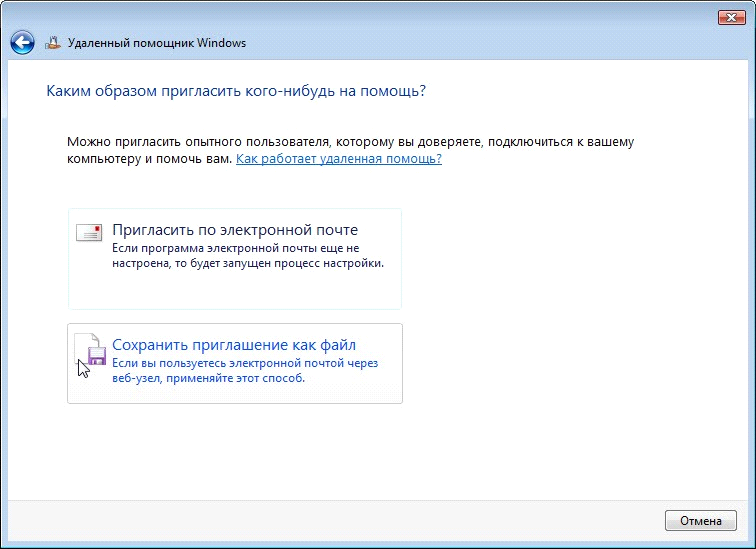 Удаленный помощник Windows
Каким образом пригласить кого-нибудь на помощь?
Можно пригласить опытного пользователя, которому вы доверяете, подключиться к вашему
компьютеру и помочь вам. Как работает удаленная помощь?
Пригласить по электронной почте
Если программа электронной почты еще не
настроена, то будет запущен процесс настройки.
Сохранить приглашение как файл
Если вы пользуетесь электронной почтой через
веб-узел, применяйте этот способ.
Отмена